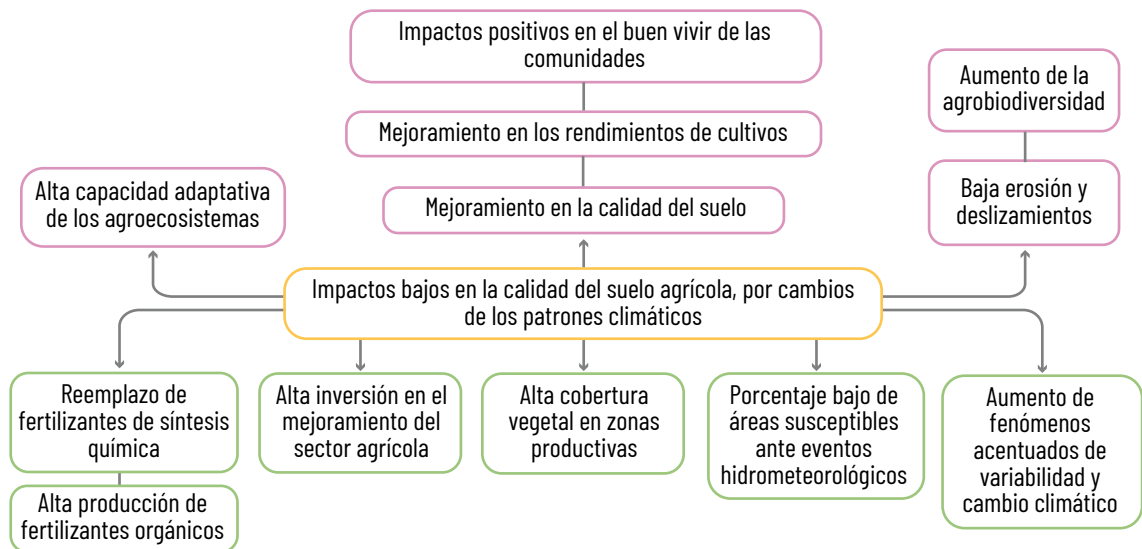 Impactos positivos en el buen vivir de las
comunidades
Aumento de la
agrobiodiversidad
Mejoramiento en los rendimientos de cultivos
Alta capacidad adaptativa
de los agroecosistemas
Mejoramiento en la calidad del suelo
Baja erosión y
deslizamientos
Impactos bajos en la calidad del suelo agrícola, por cambios
de los patrones climáticos
Reemplazo de
fertilizantes de síntesis
química
Alta producción de
fertilizantes orgánicos
Alta inversión en el
mejoramiento del
sector agrícola
Alta cobertura
vegetal en zonas
productivas
Porcentaje bajo de
áreas susceptibles
ante eventos
hidrometeorológicos
Aumento de
fenómenos
acentuados de
variabilidad y
cambio climático